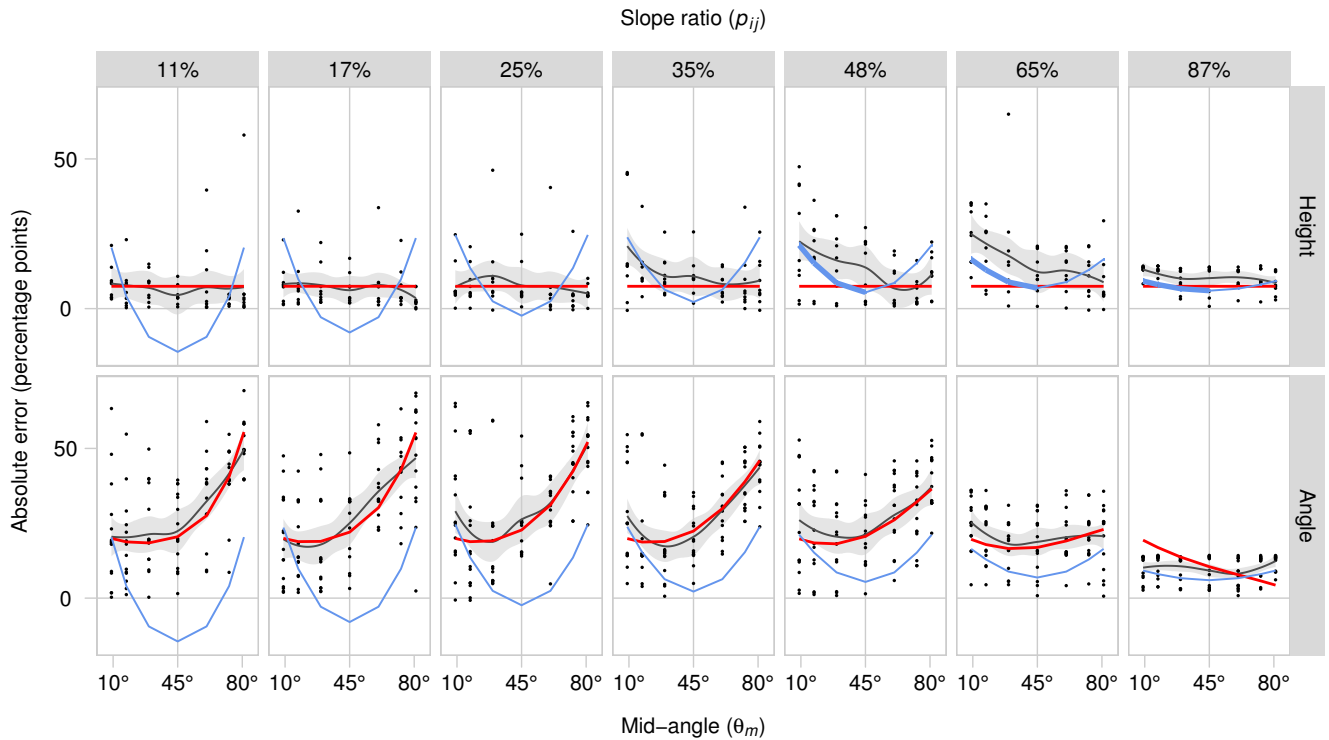 Slope ratio (pij)
11% 17% 25% 35% 48% 65% 87%
Absolute error (percentage points)
50
0
Height
50
0
Angle
10° 45° 80° 10° 45° 80° 10° 45° 80° 10° 45° 80° 10° 45° 80° 10° 45° 80° 10° 45° 80°
Mid−angle (θm)